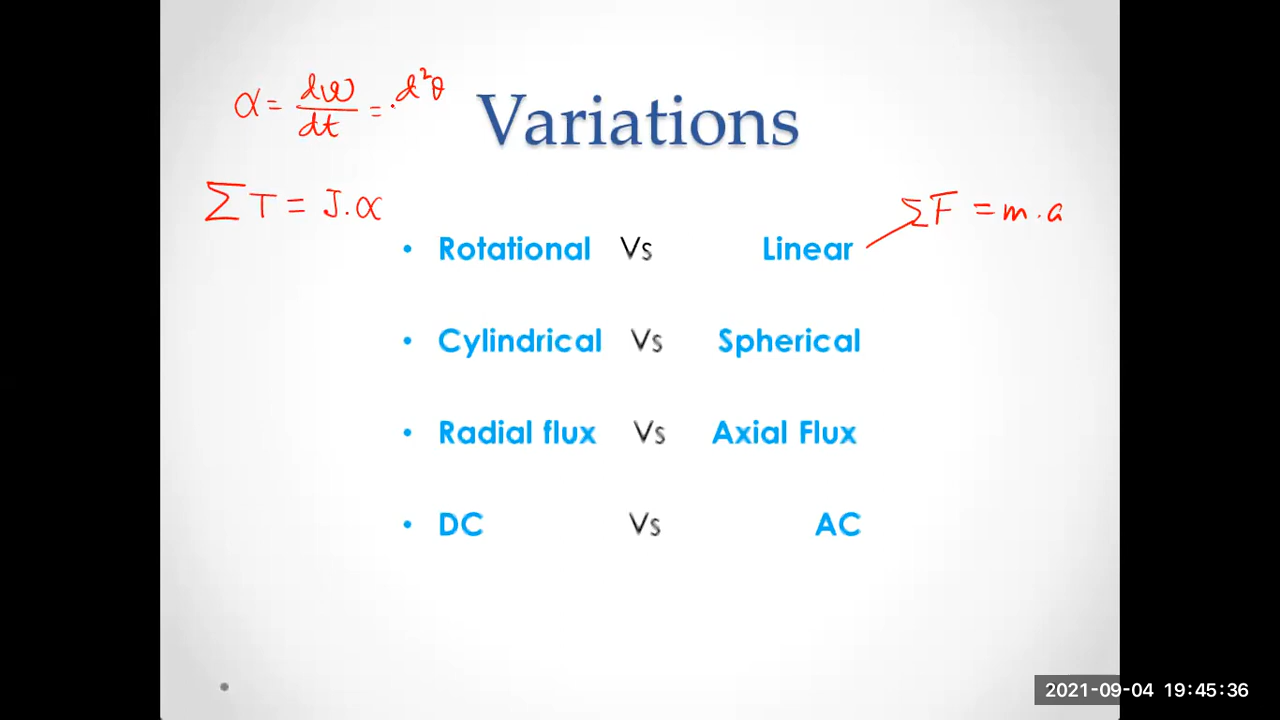 α = dω/dt = d²θ
Variations
Σ T = J.α
ΣF = m.a
• Rotational Vs Linear
• Cylindrical Vs Spherical
• Radial flux Vs Axial Flux
• DC Vs AC
2021-09-04 19:45:36